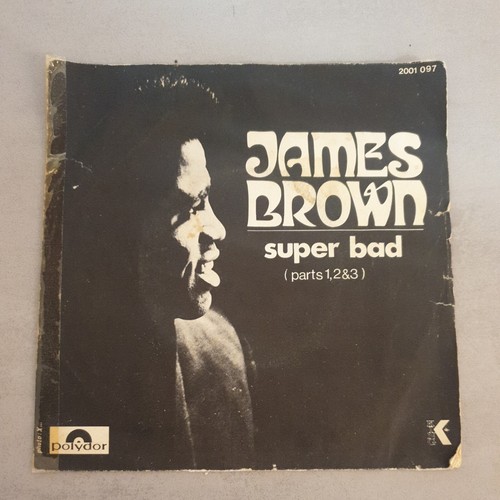 2001 097
JAMES
BROWN
super bad
(parts 1,2&3)
polydor